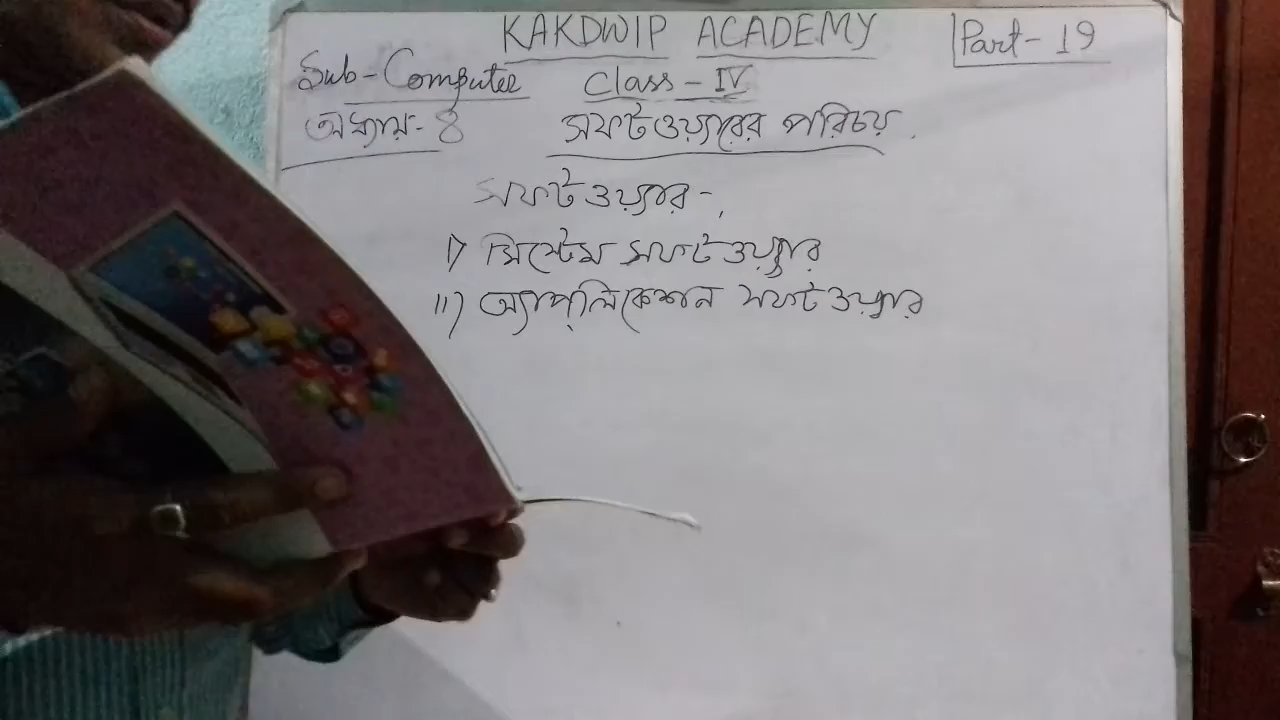 KAKDWIP ACADEMY
Part- 19
Sub-Computer Class-IV
অধ্যায়-৪ সফটওয়্যারের পরিচয়.
সফটওয়্যার-,
i) সিস্টেম সফটওয়্যার
ii) অ্যাপ্লিকেশন সফটওয়্যার